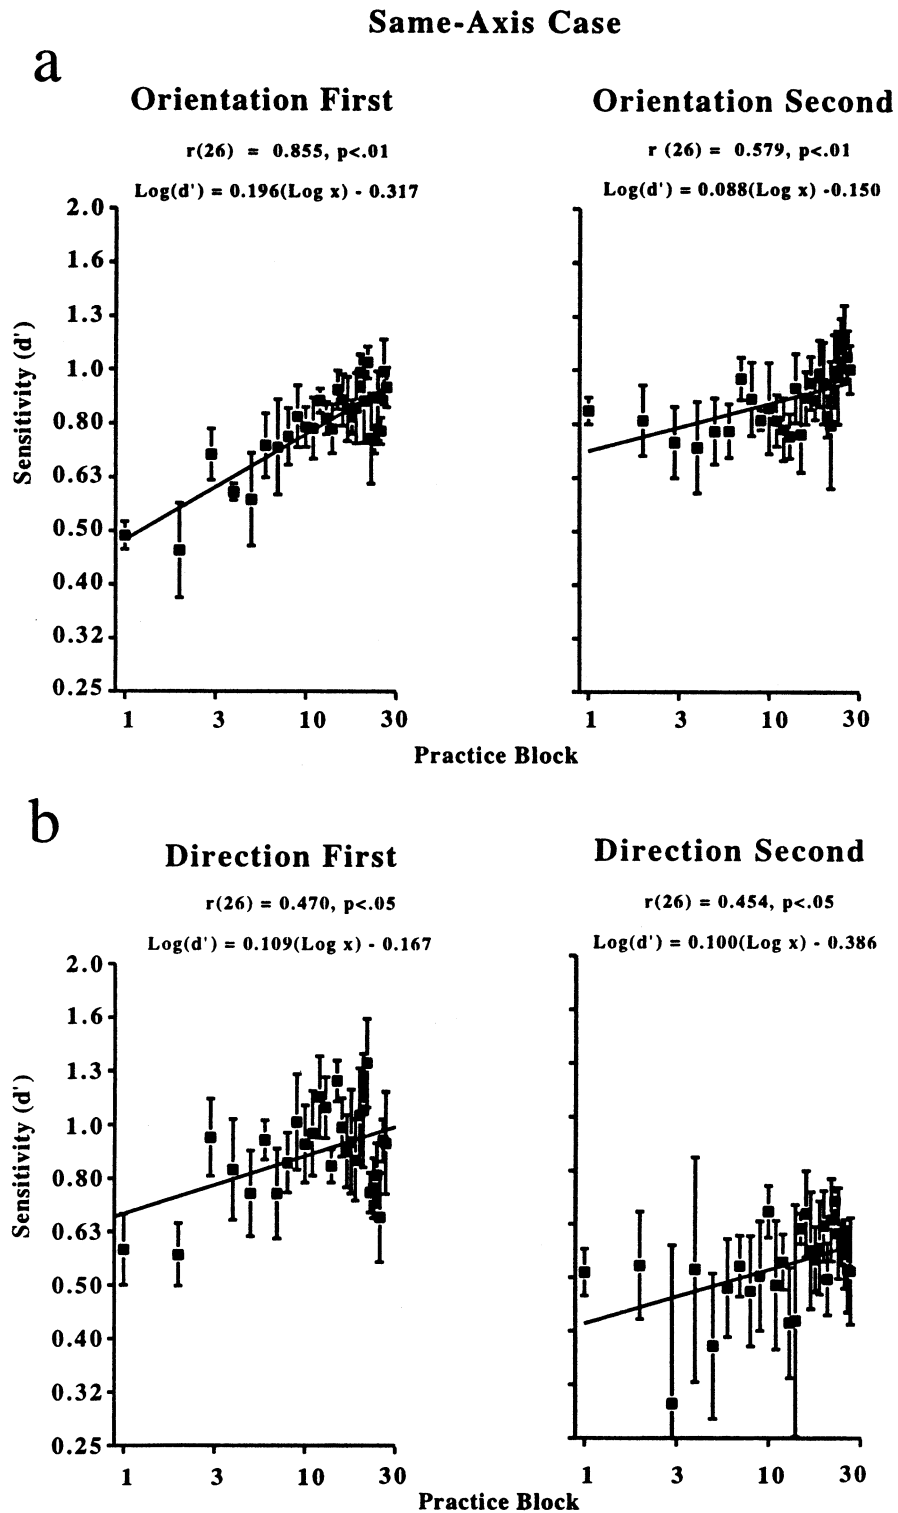 Same-Axis Case
a
Orientation First
r(26) = 0.855, p<.01
Log(d') = 0.196(Log x) - 0.317
Orientation Second
r (26) = 0.579, p<.01
Log(d') = 0.088(Log x) -0.150
Sensitivity (d')
2.0
1.6
1.3
1.0
0.80
0.63
0.50
0.40
0.32
0.25
1 3 10 30
1 3 10 30
Practice Block
b
Direction First
r(26) = 0.470, p<.05
Log(d') = 0.109(Log x) - 0.167
Direction Second
r(26) = 0.454, p<.05
Log(d') = 0.100(Log x) - 0.386
Sensitivity (d')
2.0
1.6
1.3
1.0
0.80
0.63
0.50
0.40
0.32
0.25
1 3 10 30
1 3 10 30
Practice Block